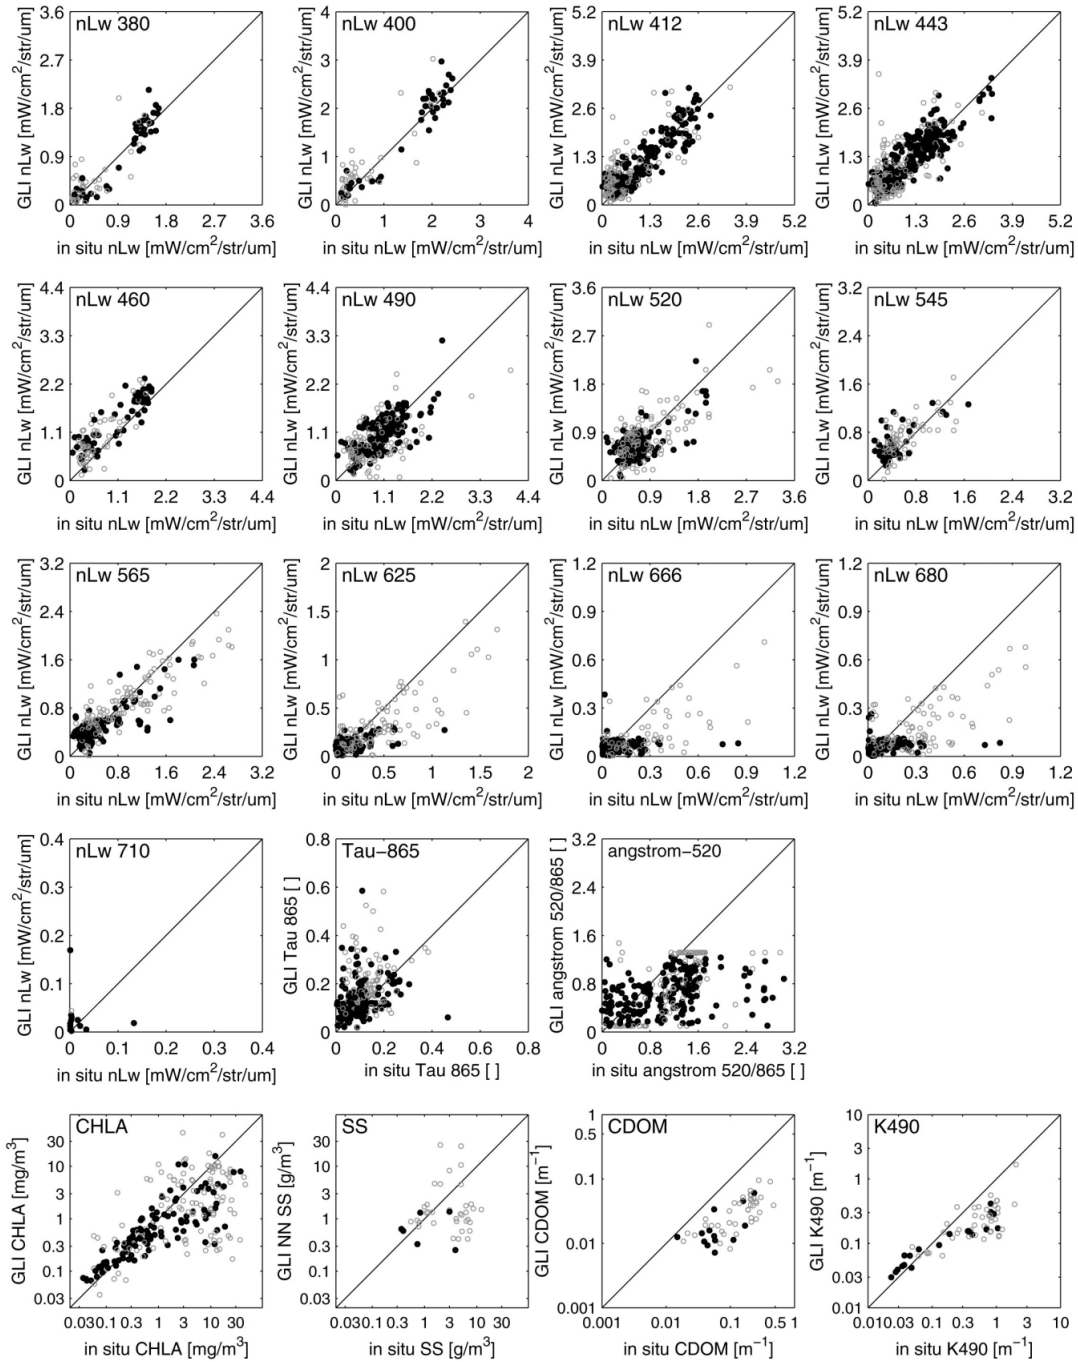 nLw 380
GLI nLw [mW/cm²/str/um]
3.6
2.7
1.8
0.9
0
0 0.9 1.8 2.7 3.6
in situ nLw [mW/cm²/str/um]
nLw 400
GLI nLw [mW/cm²/str/um]
4
3
2
1
0
0 1 2 3 4
in situ nLw [mW/cm²/str/um]
nLw 412
GLI nLw [mW/cm²/str/um]
5.2
3.9
2.6
1.3
0
0 1.3 2.6 3.9 5.2
in situ nLw [mW/cm²/str/um]
nLw 443
GLI nLw [mW/cm²/str/um]
5.2
3.9
2.6
1.3
0
0 1.3 2.6 3.9 5.2
in situ nLw [mW/cm²/str/um]
nLw 460
GLI nLw [mW/cm²/str/um]
4.4
3.3
2.2
1.1
0
0 1.1 2.2 3.3 4.4
in situ nLw [mW/cm²/str/um]
nLw 490
GLI nLw [mW/cm²/str/um]
4.4
3.3
2.2
1.1
0
0 1.1 2.2 3.3 4.4
in situ nLw [mW/cm²/str/um]
nLw 520
GLI nLw [mW/cm²/str/um]
3.6
2.7
1.8
0.9
0
0 0.9 1.8 2.7 3.6
in situ nLw [mW/cm²/str/um]
nLw 545
GLI nLw [mW/cm²/str/um]
3.2
2.4
1.6
0.8
0
0 0.8 1.6 2.4 3.2
in situ nLw [mW/cm²/str/um]
nLw 565
GLI nLw [mW/cm²/str/um]
3.2
2.4
1.6
0.8
0
0 0.8 1.6 2.4 3.2
in situ nLw [mW/cm²/str/um]
nLw 625
GLI nLw [mW/cm²/str/um]
2
1.5
1
0.5
0
0 0.5 1 1.5 2
in situ nLw [mW/cm²/str/um]
nLw 666
GLI nLw [mW/cm²/str/um]
1.2
0.9
0.6
0.3
0
0 0.3 0.6 0.9 1.2
in situ nLw [mW/cm²/str/um]
nLw 680
GLI nLw [mW/cm²/str/um]
1.2
0.9
0.6
0.3
0
0 0.3 0.6 0.9 1.2
in situ nLw [mW/cm²/str/um]
nLw 710
GLI nLw [mW/cm²/str/um]
0.4
0.3
0.2
0.1
0
0 0.1 0.2 0.3 0.4
in situ nLw [mW/cm²/str/um]
Tau−865
GLI Tau 865 [ ]
0.8
0.6
0.4
0.2
0
0 0.2 0.4 0.6 0.8
in situ Tau 865 [ ]
angstrom−520
GLI angstrom 520/865 [ ]
3.2
2.4
1.6
0.8
0
0 0.8 1.6 2.4 3.2
in situ angstrom 520/865 [ ]
CHLA
GLI CHLA [mg/m³]
30
10
3
1
0.3
0.1
0.03
0.03 0.1 0.3 1 3 10 30
in situ CHLA [mg/m³]
SS
GLI NN SS [g/m³]
30
10
3
1
0.3
0.1
0.03
0.03 0.1 0.3 1 3 10 30
in situ SS [g/m³]
CDOM
GLI CDOM [m⁻¹]
1
0.5
0.1
0.01
0.001
0.001 0.01 0.1 0.5 1
in situ CDOM [m⁻¹]
K490
GLI K490 [m⁻¹]
10
3
1
0.3
0.1
0.03
0.01
0.01 0.03 0.1 0.3 1 3 10
in situ K490 [m⁻¹]